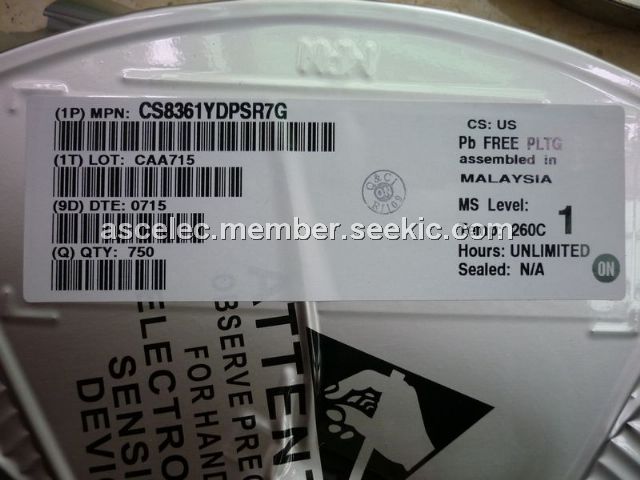 (1P) MPN: CS8361YDPSR7G
(1T) LOT: CAA715
(9D) DTE: 0715
(Q) QTY: 750
CS: US
Pb FREE PLTG
assembled in
MALAYSIA
MS Level: 1
260C
Hours: UNLIMITED
Sealed: N/A
ON
ON
ascelec.member.seekic.com
ATTEN
OBSERVE PREC
FOR HAND
ELECTRO
SENSI
DEVI